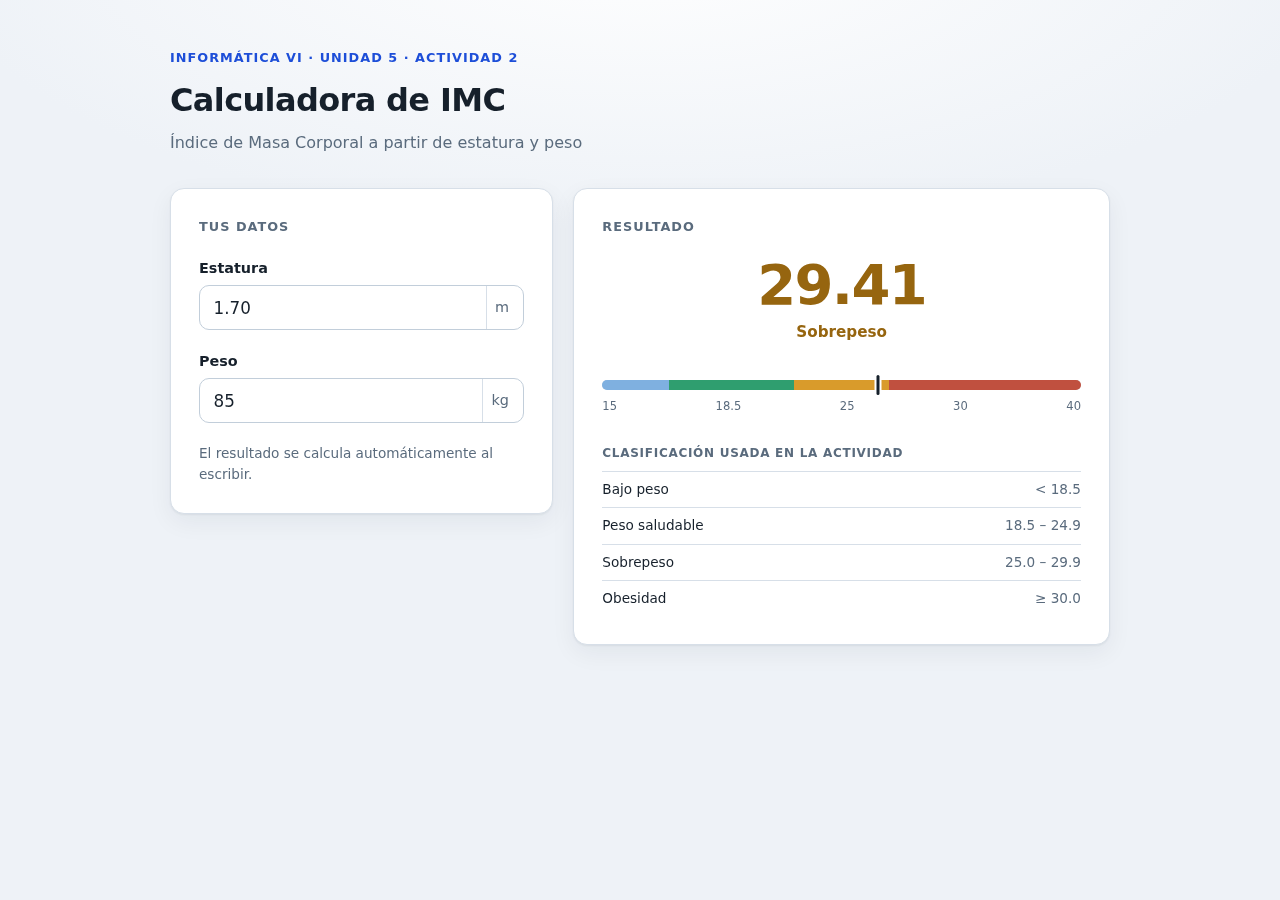 INFORMÁTICA VI · UNIDAD 5 · ACTIVIDAD 2
Calculadora de IMC
Índice de Masa Corporal a partir de estatura y peso
TUS DATOS
Estatura
1.70 m
Peso
85 kg
El resultado se calcula automáticamente al
escribir.
RESULTADO
29.41
Sobrepeso
15 18.5 25 30 40
CLASIFICACIÓN USADA EN LA ACTIVIDAD
Bajo peso < 18.5
Peso saludable 18.5 – 24.9
Sobrepeso 25.0 – 29.9
Obesidad ≥ 30.0